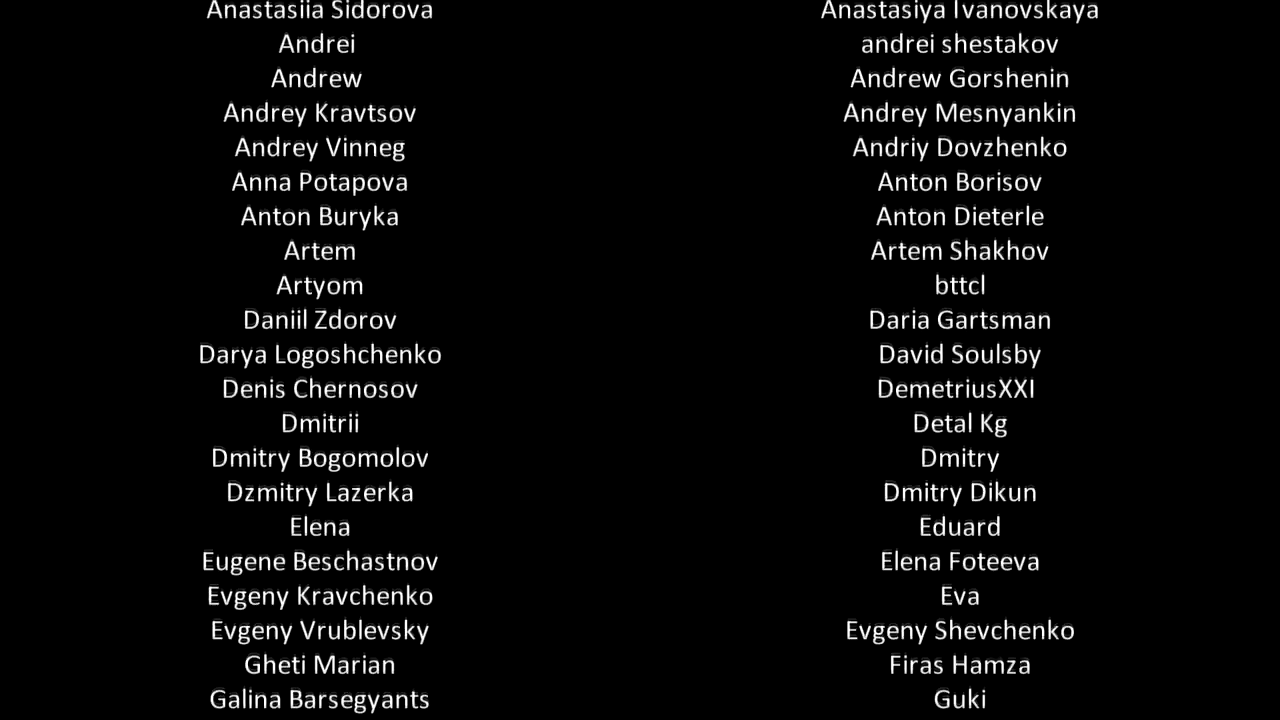 Anastasiia Sidorova
Anastasiya Ivanovskaya
Andrei
andrei shestakov
Andrew
Andrew Gorshenin
Andrey Kravtsov
Andrey Mesnyankin
Andrey Vinneg
Andriy Dovzhenko
Anna Potapova
Anton Borisov
Anton Buryka
Anton Dieterle
Artem
Artem Shakhov
Artyom
bttcl
Daniil Zdorov
Daria Gartsman
Darya Logoshchenko
David Soulsby
Denis Chernosov
DemetriusXXI
Dmitrii
Detal Kg
Dmitry Bogomolov
Dmitry
Dzmitry Lazerka
Dmitry Dikun
Elena
Eduard
Eugene Beschastnov
Elena Foteeva
Evgeny Kravchenko
Eva
Evgeny Vrublevsky
Evgeny Shevchenko
Gheti Marian
Firas Hamza
Galina Barsegyants
Guki